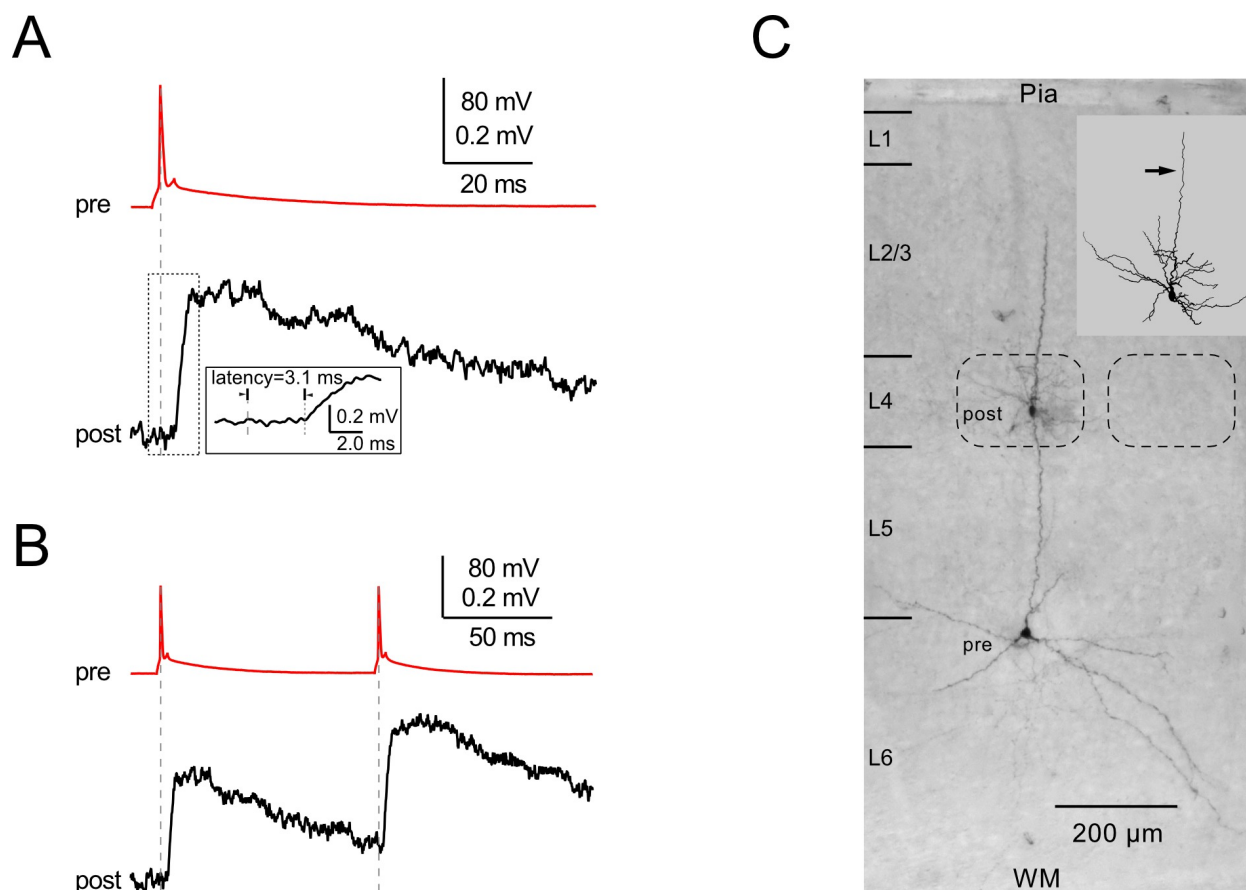 A
80 mV
0.2 mV
20 ms
pre
latency=3.1 ms
0.2 mV
2.0 ms
post
B
80 mV
0.2 mV
50 ms
pre
post
C
Pia
L1
L2/3
L4
post
L5
pre
L6
200 µm
WM